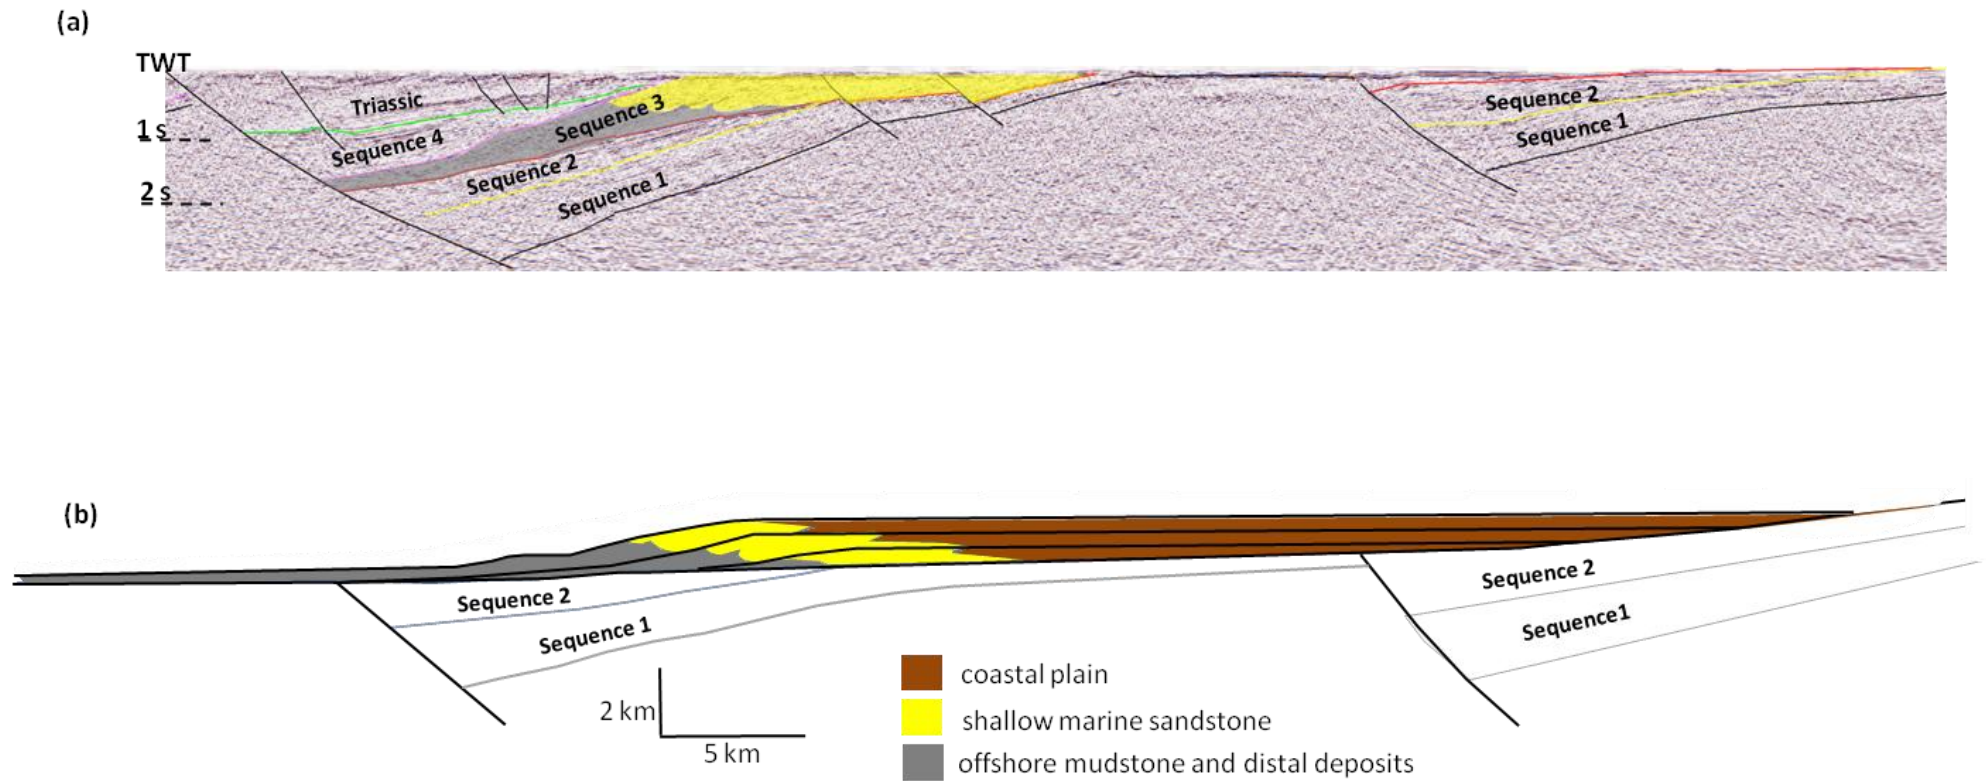 (a)
TWT
Triassic
1 s
Sequence 4
Sequence 3
2 s
Sequence 2
Sequence 1
Sequence 2
Sequence 1
(b)
Sequence 2
Sequence 1
Sequence 2
Sequence1
2 km
5 km
coastal plain
shallow marine sandstone
offshore mudstone and distal deposits